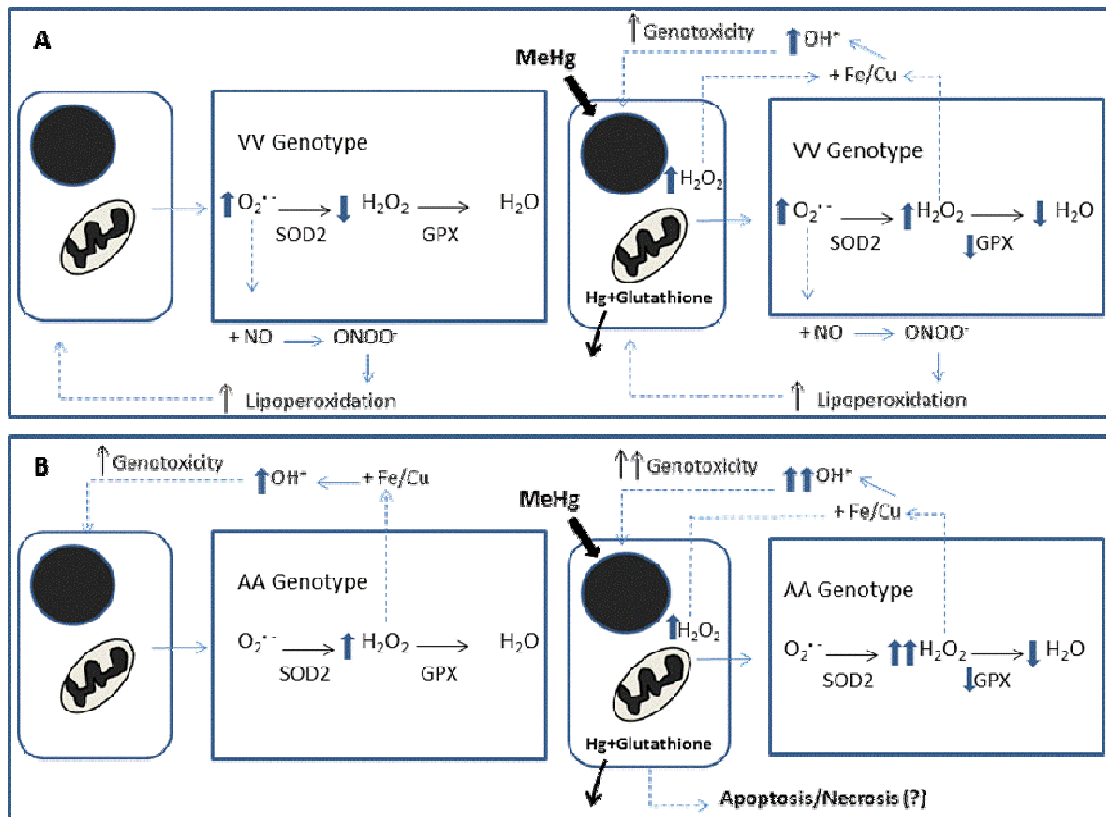 A
VV Genotype
↑O₂•- → ↓ H₂O₂ → H₂O
SOD2 GPX
+ NO → ONOO⁻
↑ Lipoperoxidation
↑ Genotoxicity
↑OH*
MeHg
+ Fe/Cu
↑H₂O₂
Hg+Glutathione
VV Genotype
↑O₂•- → ↑H₂O₂ → ↓ H₂O
SOD2 ↓GPX
+ NO → ONOO⁻
↑ Lipoperoxidation
B
↑ Genotoxicity
↑OH* ← + Fe/Cu
AA Genotype
O₂•- → ↑ H₂O₂ → H₂O
SOD2 GPX
↑↑ Genotoxicity
↑↑OH*
MeHg
+ Fe/Cu
↑H₂O₂
Hg+Glutathione
AA Genotype
O₂•- → ↑↑H₂O₂ → ↓ H₂O
SOD2 ↓GPX
Apoptosis/Necrosis (?)